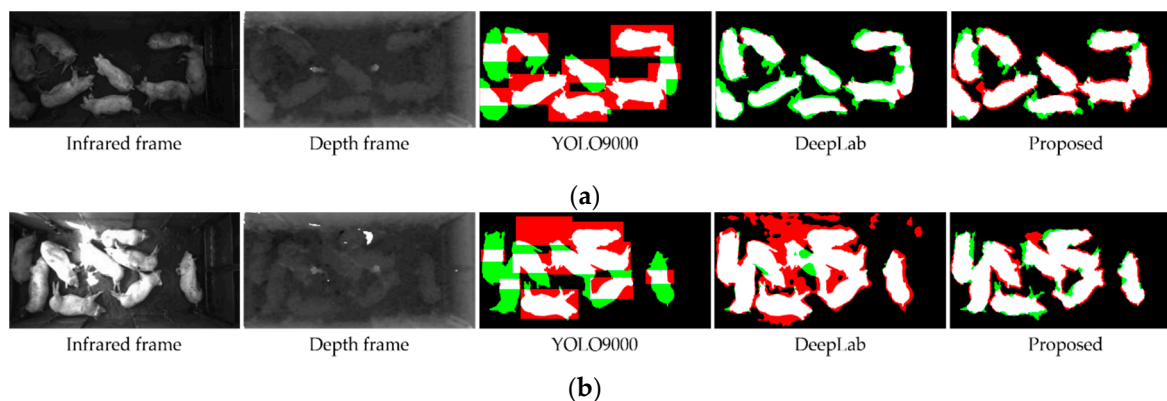 Infrared frame Depth frame YOLO9000 DeepLab Proposed
(a)
Infrared frame Depth frame YOLO9000 DeepLab Proposed
(b)